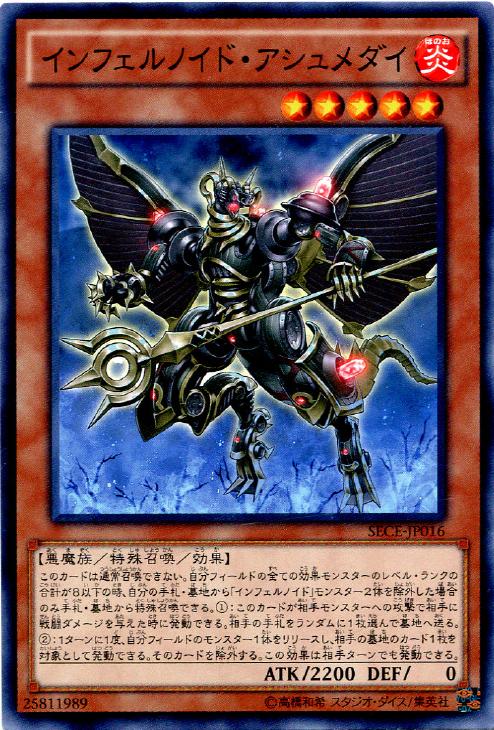 インフェルノイド・アシュメダイ
ほのお
炎
SECE-JP016
【悪魔族／特殊召喚／効果】
このカードは通常召喚できない。自分フィールドの全ての効果モンスターのレベル・ランクの
合計が8以下の時、自分の手札・墓地から「インフェルノイド」モンスター2体を除外した場合
のみ手札・墓地から特殊召喚できる。①：このカードが相手モンスターへの攻撃で相手に
戦闘ダメージを与えた時に発動できる。相手の手札をランダムに1枚選んで墓地へ送る。
②：1ターンに1度、自分フィールドのモンスター1体をリリースし、相手の墓地のカード1枚を
対象として発動できる。そのカードを除外する。この効果は相手ターンでも発動できる。
ATK/2200 DEF/ 0
25811989
©高橋和希 スタジオ・ダイス/集英社